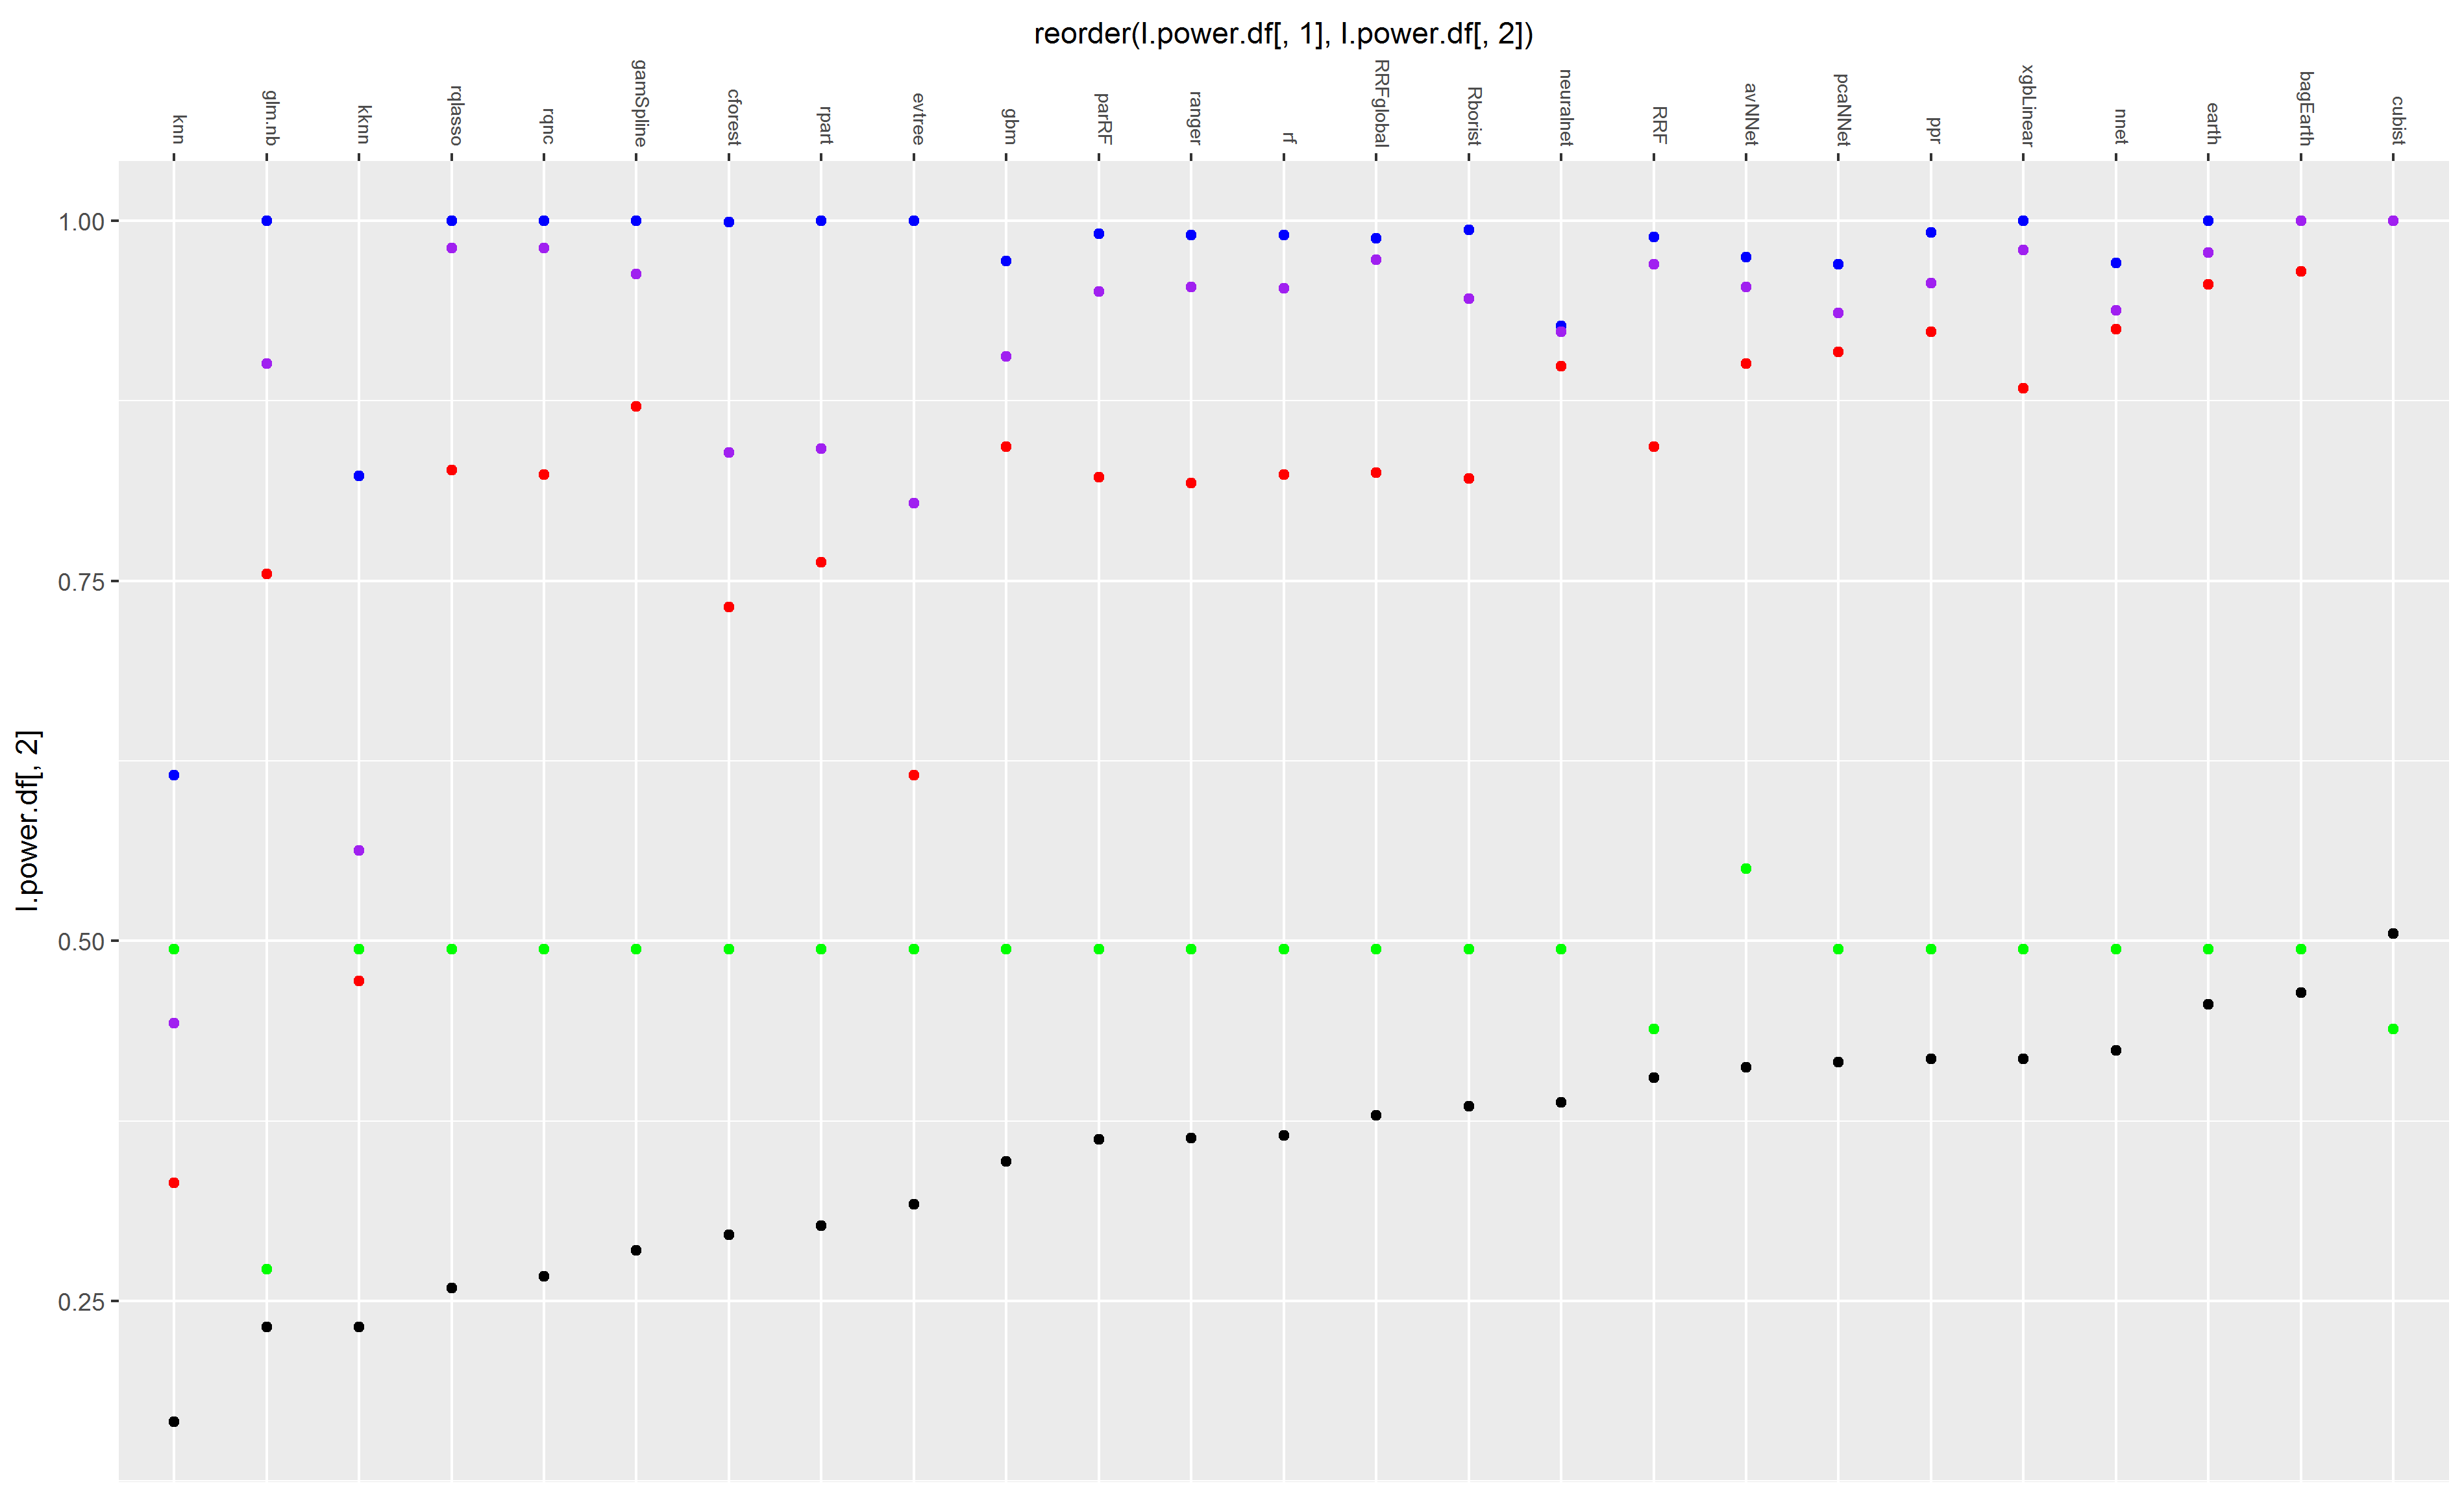 reorder(l.power.df[, 1], l.power.df[, 2])
knn
glm.nb
kknn
rqlasso
rqnc
gamSpline
cforest
rpart
evtree
gbm
parRF
ranger
rf
RRFglobal
Rborist
neuralnet
RRF
avNNet
pcaNNet
ppr
xgbLinear
nnet
earth
bagEarth
cubist
1.00
0.75
0.50
0.25
l.power.df[, 2]